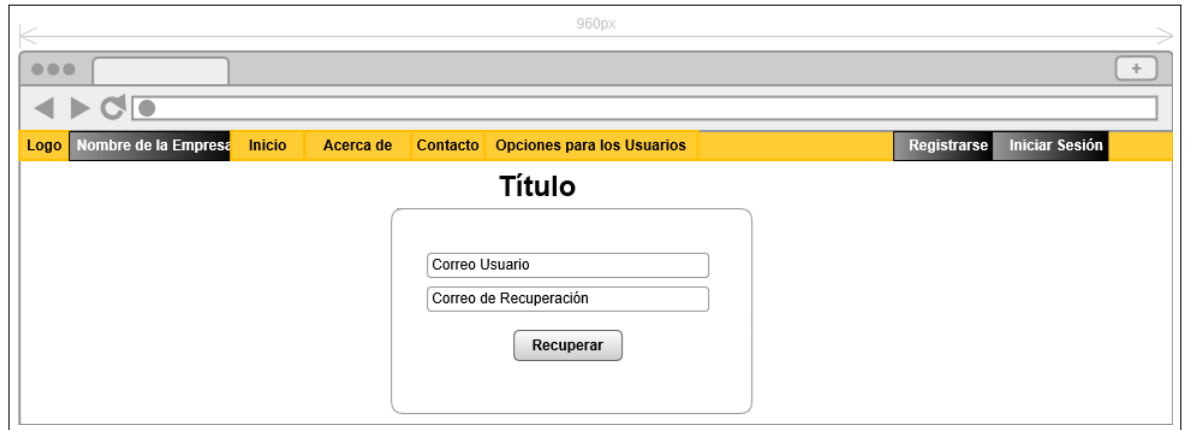 960px
+
Logo Nombre de la Empresa Inicio Acerca de Contacto Opciones para los Usuarios Registrarse Iniciar Sesión
Título
Correo Usuario
Correo de Recuperación
Recuperar